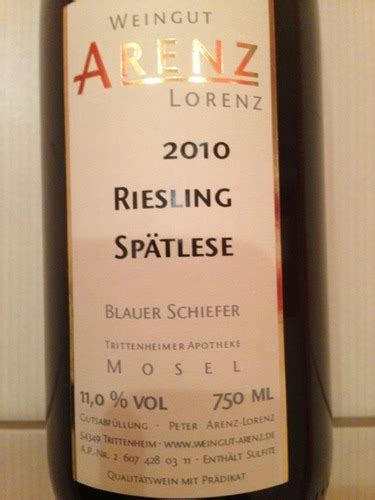 Weingut
Arenz
Lorenz
2010
Riesling
Spätlese
Blauer Schiefer
Trittenheimer Apotheke
Mosel
11,0 % VOL 750 ML
Gutsabfüllung · Peter Arenz-Lorenz
54349 Trittenheim · www.weingut-arenz.de
A.P. Nr. 2 607 428 03 11 · Enthält Sulfite
Qualitätswein mit Prädikat